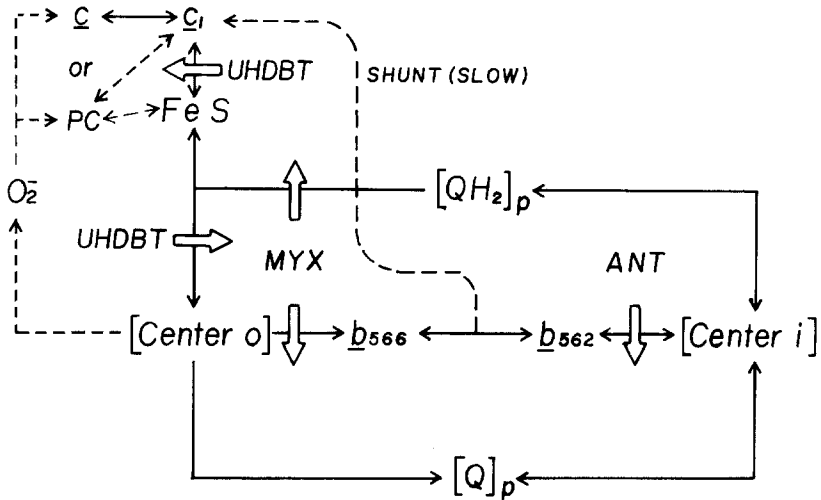 c c₁
or UHDBT SHUNT (SLOW)
PC Fe S
[QH₂]p
O₂⁻
UHDBT
MYX ANT
[Center o] b566 b562 [Center i]
[Q]p